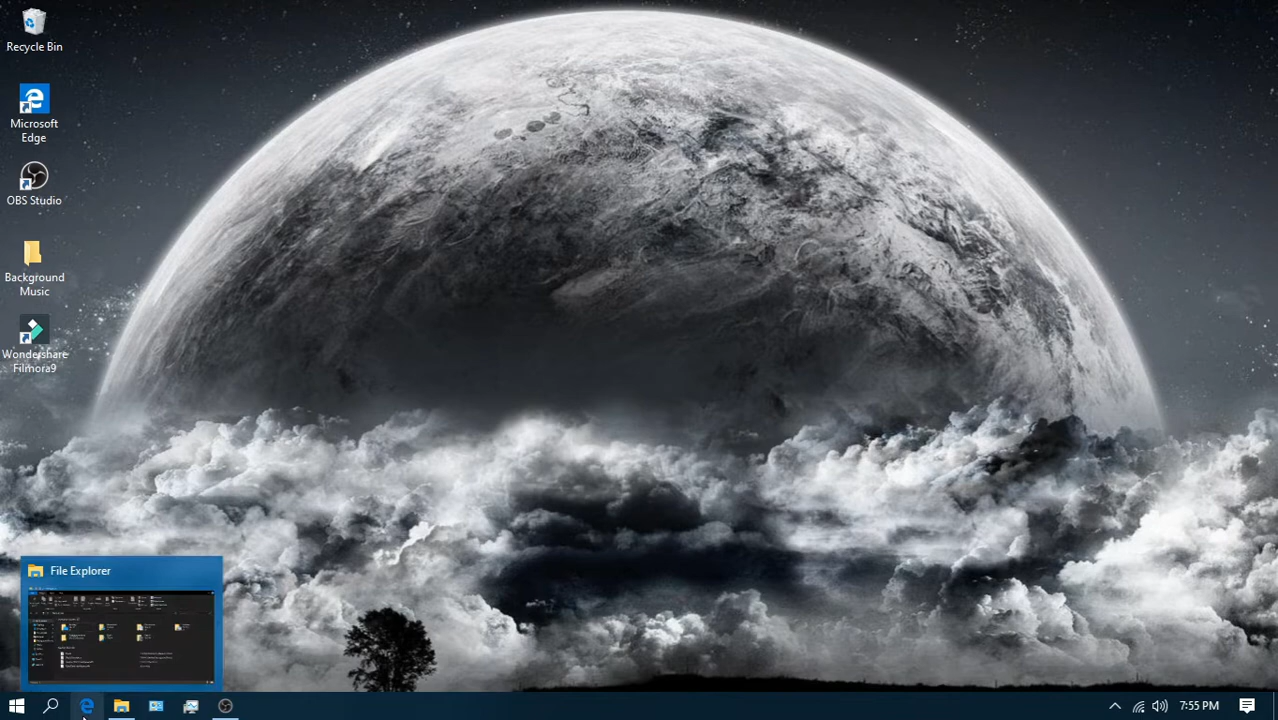 Recycle Bin
Microsoft
Edge
OBS Studio
Background
Music
Wondershare
Filmora9
File Explorer
7:55 PM